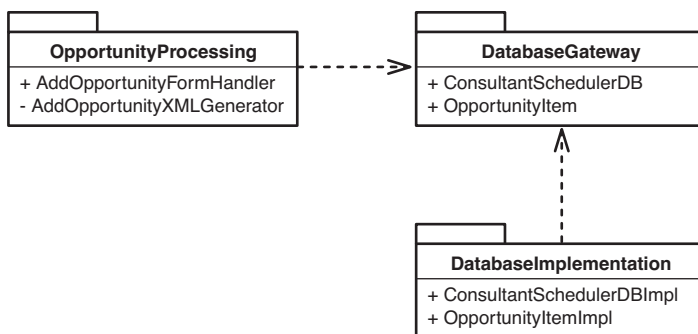 OpportunityProcessing
+ AddOpportunityFormHandler
- AddOpportunityXMLGenerator
DatabaseGateway
+ ConsultantSchedulerDB
+ OpportunityItem
DatabaseImplementation
+ ConsultantSchedulerDBImpl
+ OpportunityItemImpl